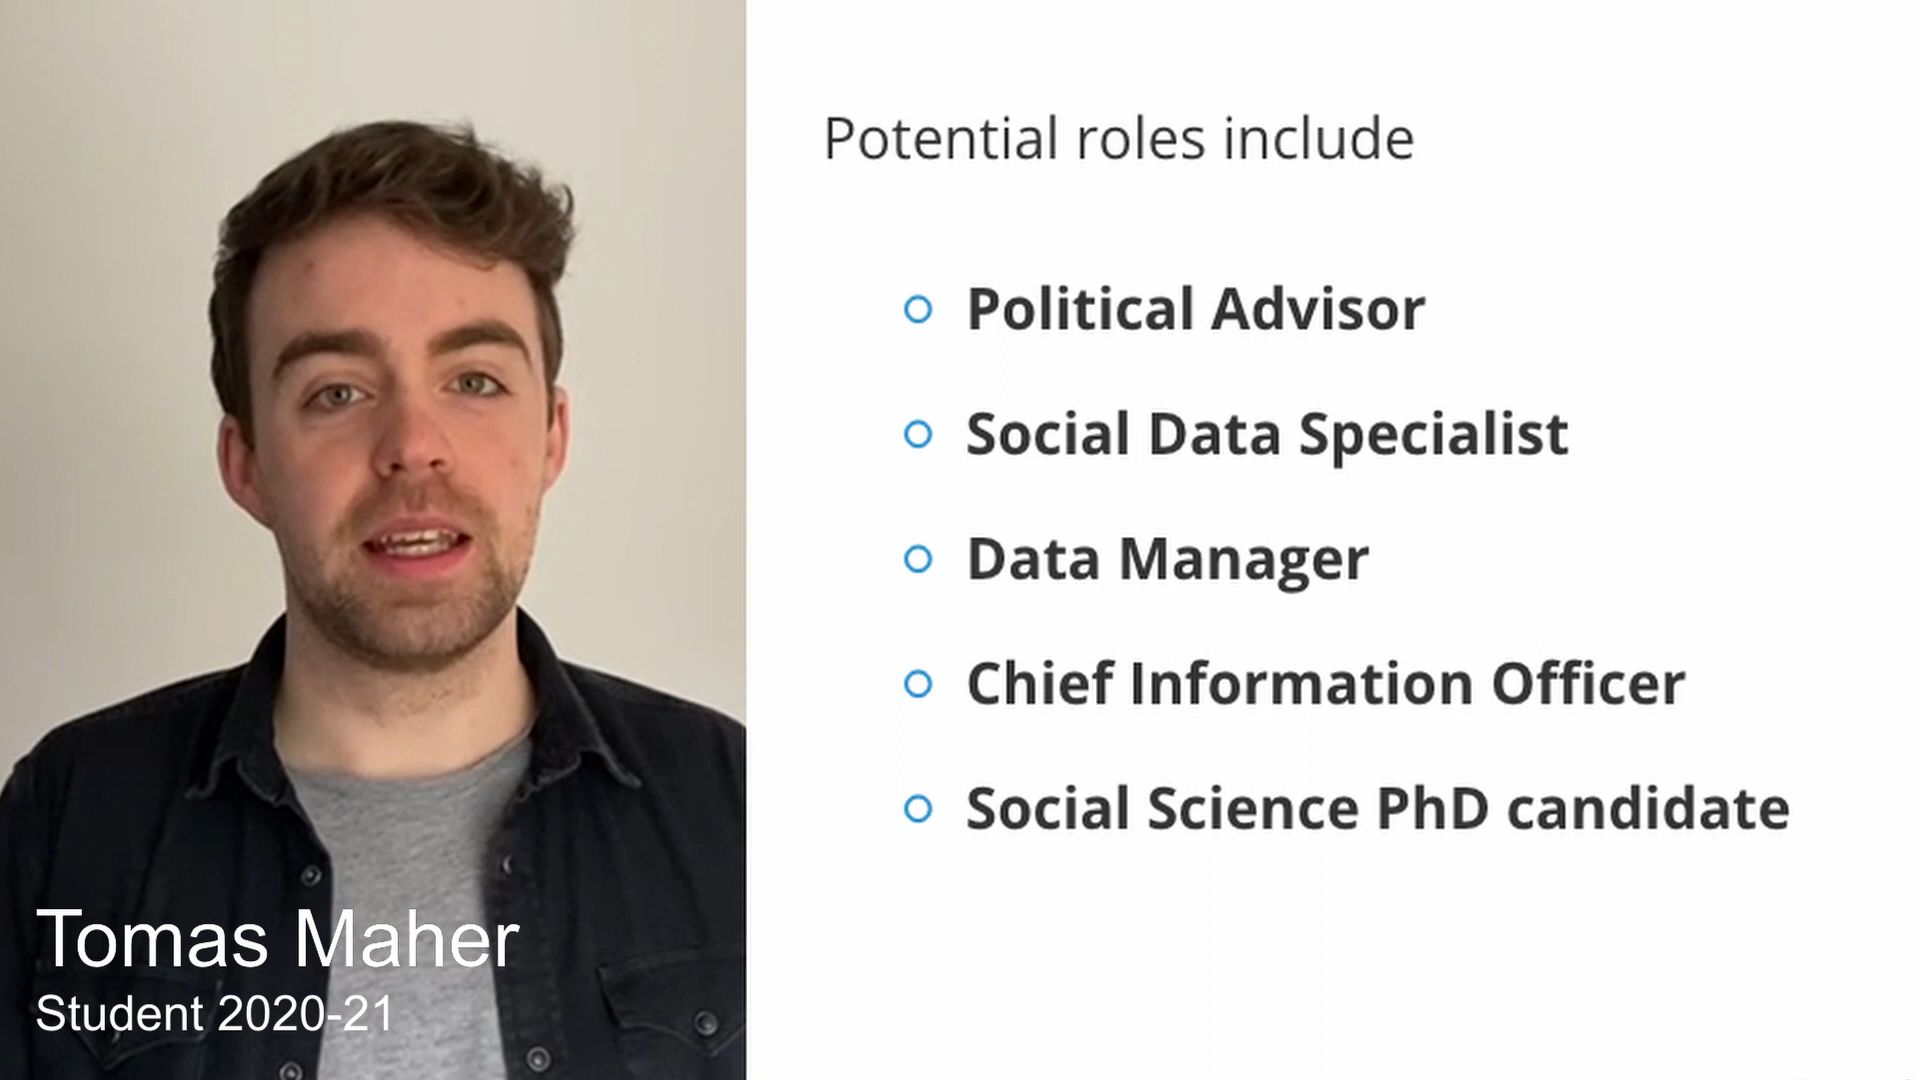 Potential roles include
Political Advisor
Social Data Specialist
Data Manager
Chief Information Officer
Social Science PhD candidate
Tomas Maher
Student 2020-21